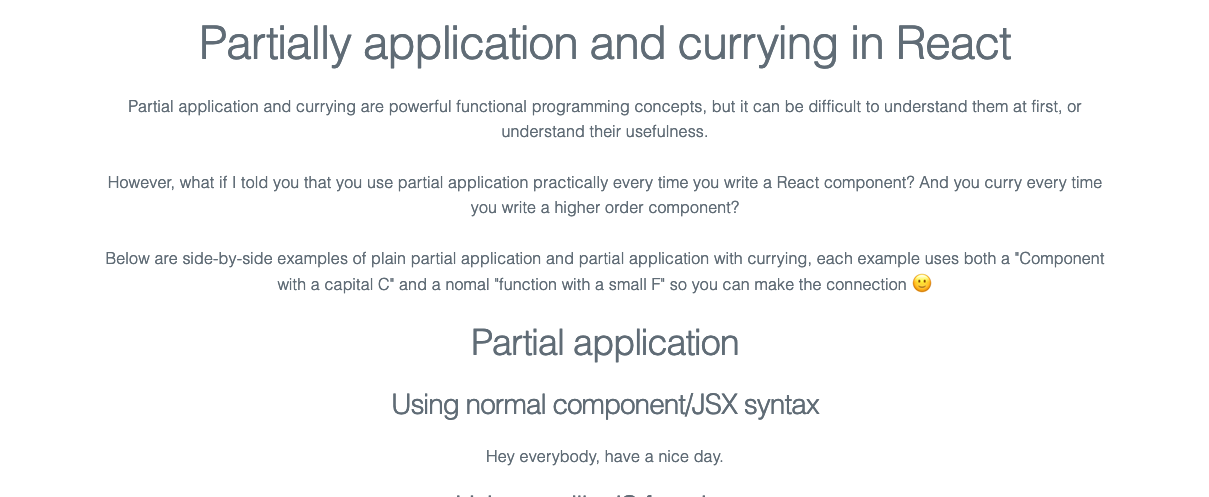 Partially application and currying in React
Partial application and currying are powerful functional programming concepts, but it can be difficult to understand them at first, or
understand their usefulness.
However, what if I told you that you use partial application practically every time you write a React component? And you curry every time
you write a higher order component?
Below are side-by-side examples of plain partial application and partial application with currying, each example uses both a "Component
with a capital C" and a nomal "function with a small F" so you can make the connection 🙂
Partial application
Using normal component/JSX syntax
Hey everybody, have a nice day.